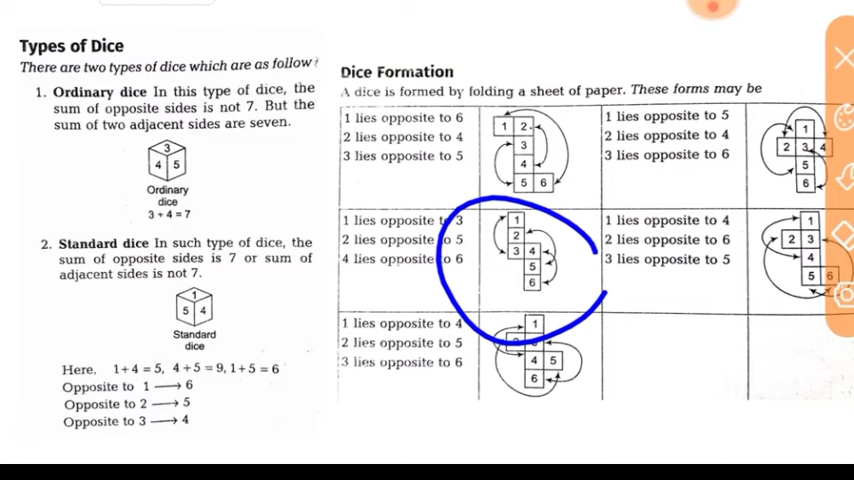 Types of Dice
There are two types of dice which are as follow
1. Ordinary dice In this type of dice, the
sum of opposite sides is not 7. But the
sum of two adjacent sides are seven.
3
4 5
Ordinary
dice
3 + 4 = 7
2. Standard dice In such type of dice, the
sum of opposite sides is 7 or sum of
adjacent sides is not 7.
1
5 4
Standard
dice
Here, 1+4 = 5, 4+5 = 9, 1+5 = 6
Opposite to 1 → 6
Opposite to 2 → 5
Opposite to 3 → 4
Dice Formation
A dice is formed by folding a sheet of paper. These forms may be
1 lies opposite to 6
2 lies opposite to 4
3 lies opposite to 5
1 2
3
4
5 6
1 lies opposite to 5
2 lies opposite to 4
3 lies opposite to 6
1
2 3 4
5
6
1 lies opposite to 3
2 lies opposite to 5
4 lies opposite to 6
1
2
3 4
5
6
1 lies opposite to 4
2 lies opposite to 6
3 lies opposite to 5
1
2 3
4
5 6
1 lies opposite to 4
2 lies opposite to 5
3 lies opposite to 6
1
4 5
6